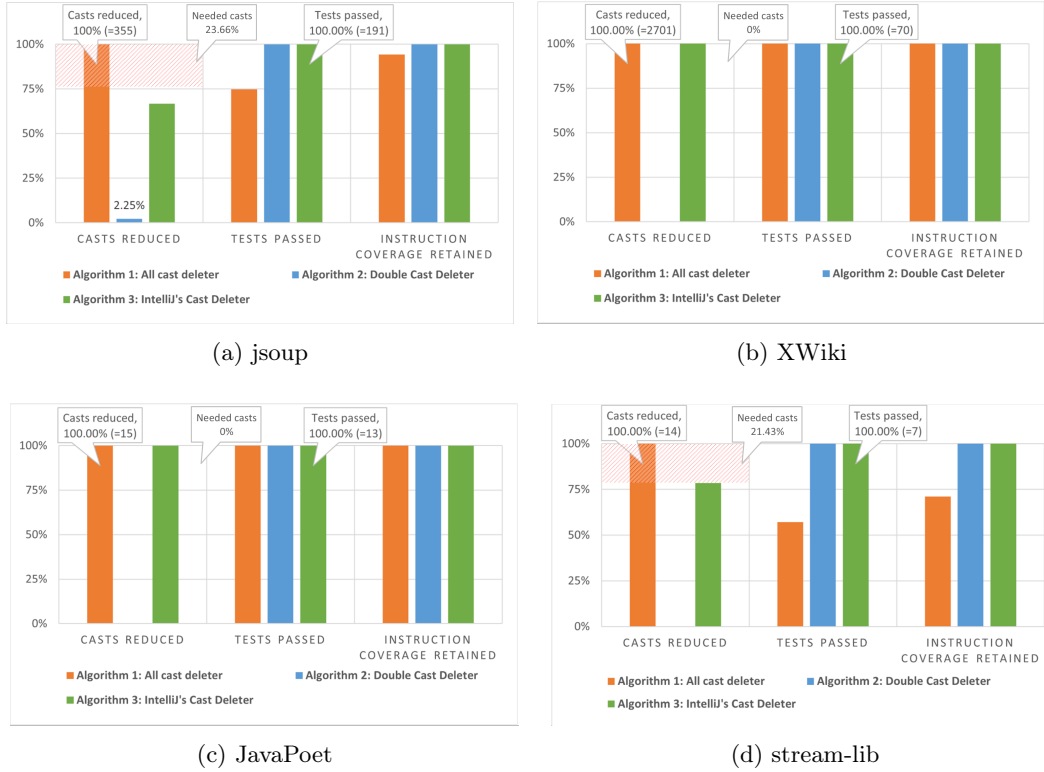 Casts reduced,
100% (=355)
Needed casts
23.66%
Tests passed,
100.00% (=191)
100%
75%
50%
25%
0%
2.25%
CASTS REDUCED
TESTS PASSED
INSTRUCTION
COVERAGE RETAINED
Algorithm 1: All cast deleter
Algorithm 2: Double Cast Deleter
Algorithm 3: IntelliJ's Cast Deleter
(a) jsoup
Casts reduced,
100.00% (=2701)
Needed casts
0%
Tests passed,
100.00% (=70)
100%
75%
50%
25%
0%
CASTS REDUCED
TESTS PASSED
INSTRUCTION
COVERAGE RETAINED
Algorithm 1: All cast deleter
Algorithm 2: Double Cast Deleter
Algorithm 3: IntelliJ's Cast Deleter
(b) XWiki
Casts reduced,
100.00% (=15)
Needed casts
0%
Tests passed,
100.00% (=13)
100%
75%
50%
25%
0%
CASTS REDUCED
TESTS PASSED
INSTRUCTION
COVERAGE RETAINED
Algorithm 1: All cast deleter
Algorithm 2: Double Cast Deleter
Algorithm 3: IntelliJ's Cast Deleter
(c) JavaPoet
Casts reduced,
100.00% (=14)
Needed casts
21.43%
Tests passed,
100.00% (=7)
100%
75%
50%
25%
0%
CASTS REDUCED
TESTS PASSED
INSTRUCTION
COVERAGE RETAINED
Algorithm 1: All cast deleter
Algorithm 2: Double Cast Deleter
Algorithm 3: IntelliJ's Cast Deleter
(d) stream-lib